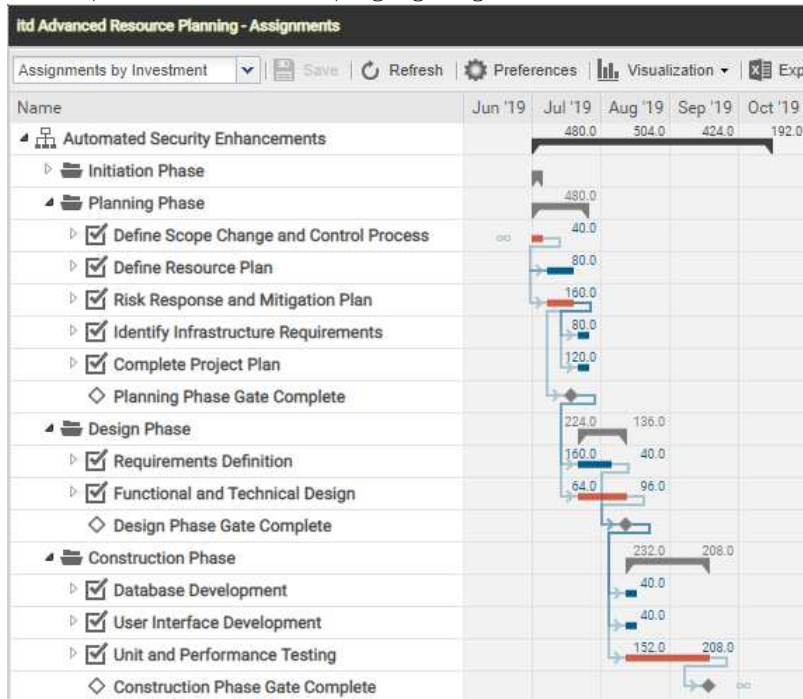 itd Advanced Resource Planning - Assignments
Assignments by Investment Save Refresh Preferences Visualization Exp
Name Jun '19 Jul '19 Aug '19 Sep '19 Oct '19
Automated Security Enhancements 480.0 504.0 424.0 192.0
Initiation Phase
Planning Phase 480.0
Define Scope Change and Control Process 40.0
Define Resource Plan 80.0
Risk Response and Mitigation Plan 160.0
Identify Infrastructure Requirements 80.0
Complete Project Plan 120.0
Planning Phase Gate Complete
Design Phase 224.0 136.0
Requirements Definition 160.0 40.0
Functional and Technical Design 64.0 96.0
Design Phase Gate Complete
Construction Phase 232.0 208.0
Database Development 40.0
User Interface Development 40.0
Unit and Performance Testing 152.0 208.0
Construction Phase Gate Complete